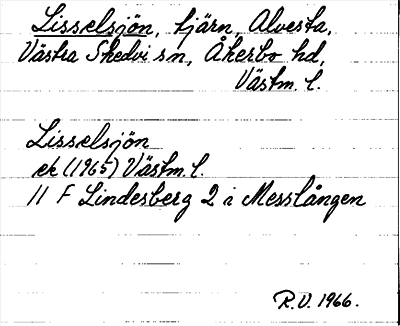 Lisselsjön, tjärn, Alvesta,
Västra Skedvi sn, Åkerbo hd,
Västm. l.
Lisselsjön
ek (1965) Västm. l.
11 F Lindesberg 2 i Messlången
R.V. 1966.